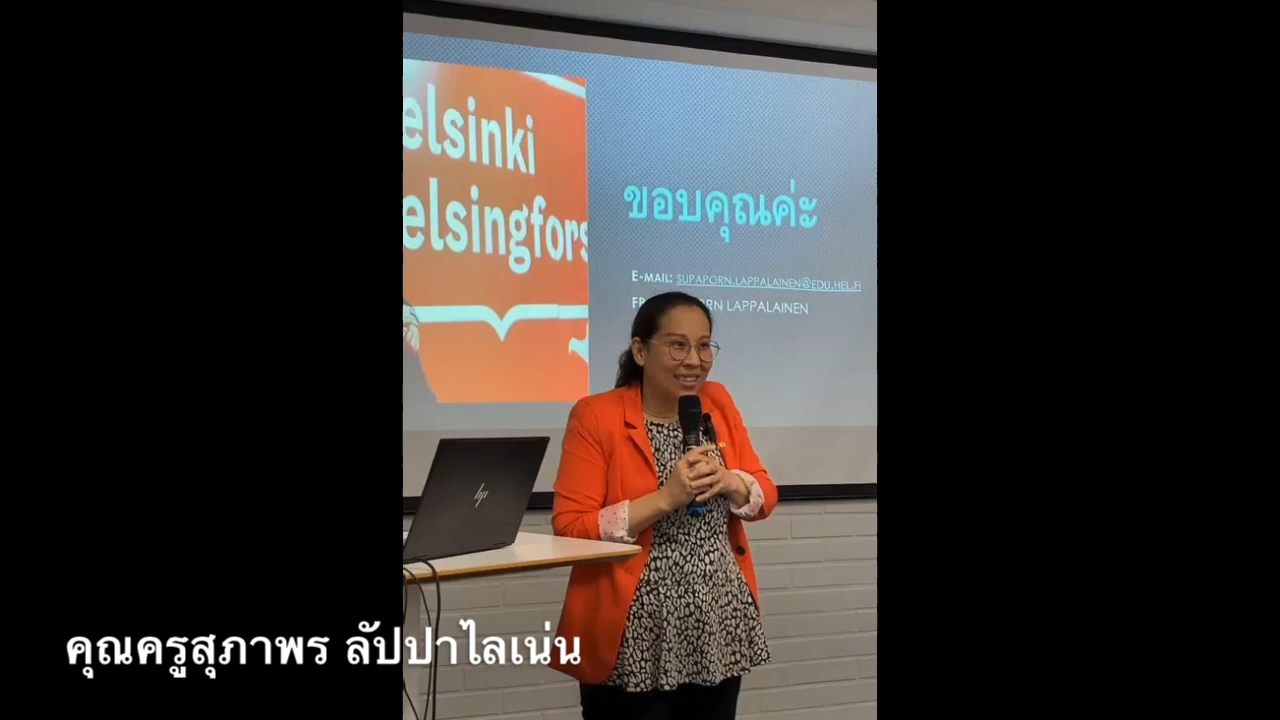 elsinki
elsingfors
ขอบคุณค่ะ
E-MAIL: SUPAPORN.LAPPALAINEN@EDU.HEL.FI
LAPPALAINEN
hp
คุณครูสุภาพร ลัปปาไลเน่น